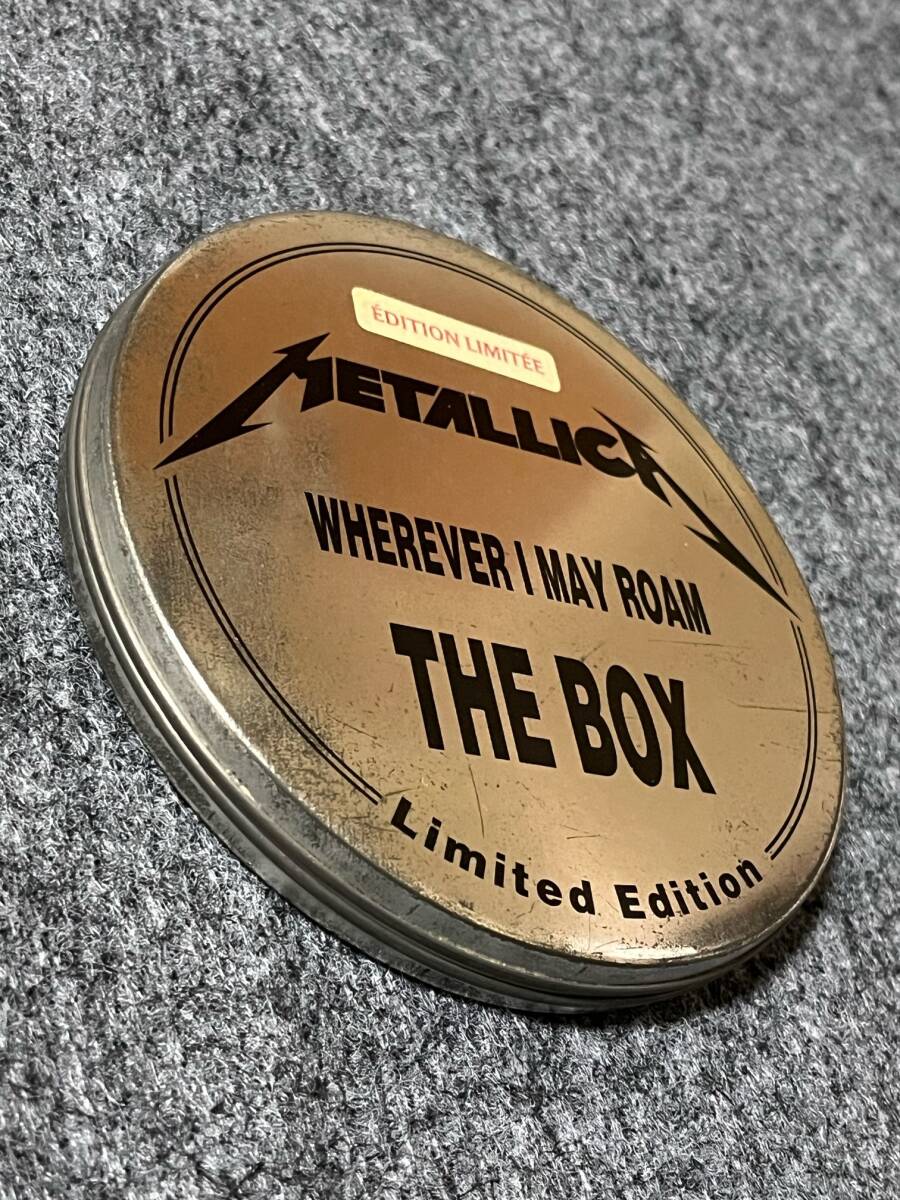 ÉDITION LIMITÉE
METALLICA
WHEREVER I MAY ROAM
THE BOX
Limited Edition